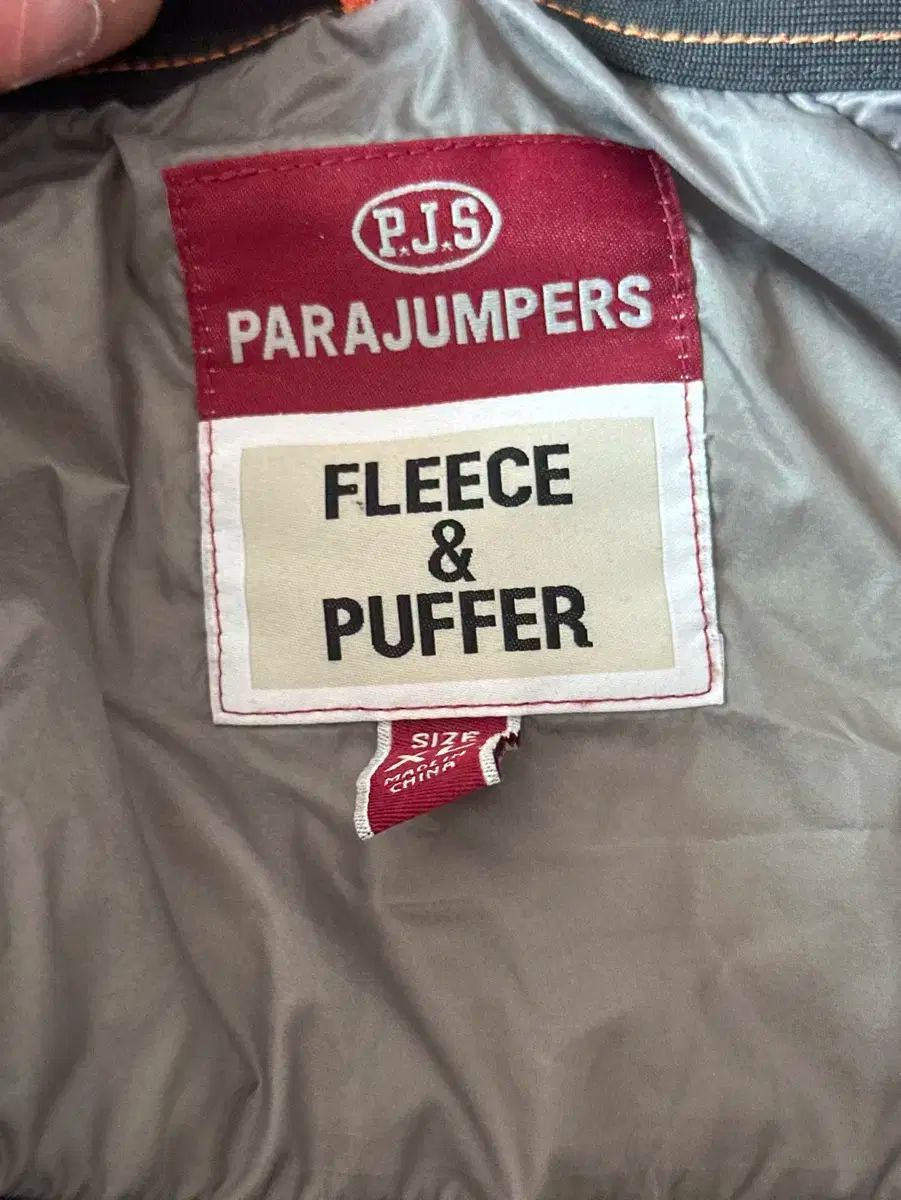 P.J.S
PARAJUMPERS
FLEECE
&
PUFFER
SIZE
XL
MADE IN
CHINA